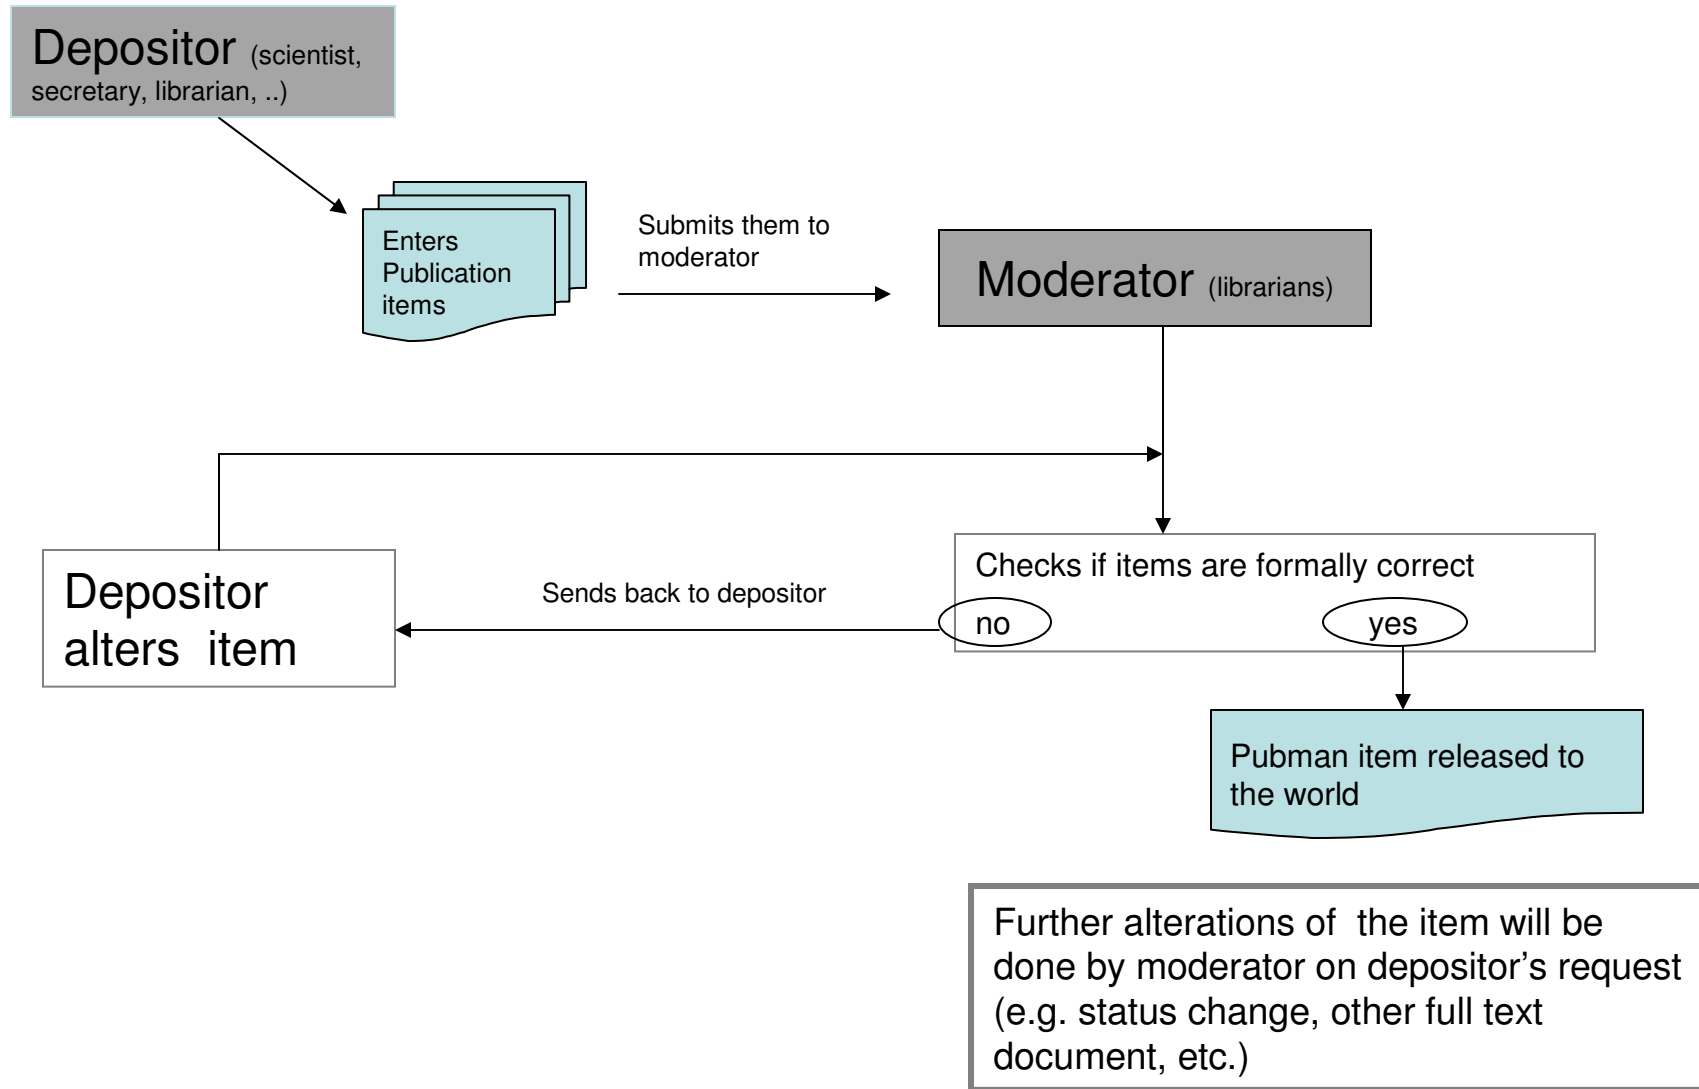 Depositor (scientist,
secretary, librarian, ..)
Enters
Publication
items
Submits them to
moderator
Moderator (librarians)
Depositor
alters item
Sends back to depositor
Checks if items are formally correct
no
yes
Pubman item released to
the world
Further alterations of the item will be
done by moderator on depositor’s request
(e.g. status change, other full text
document, etc.)